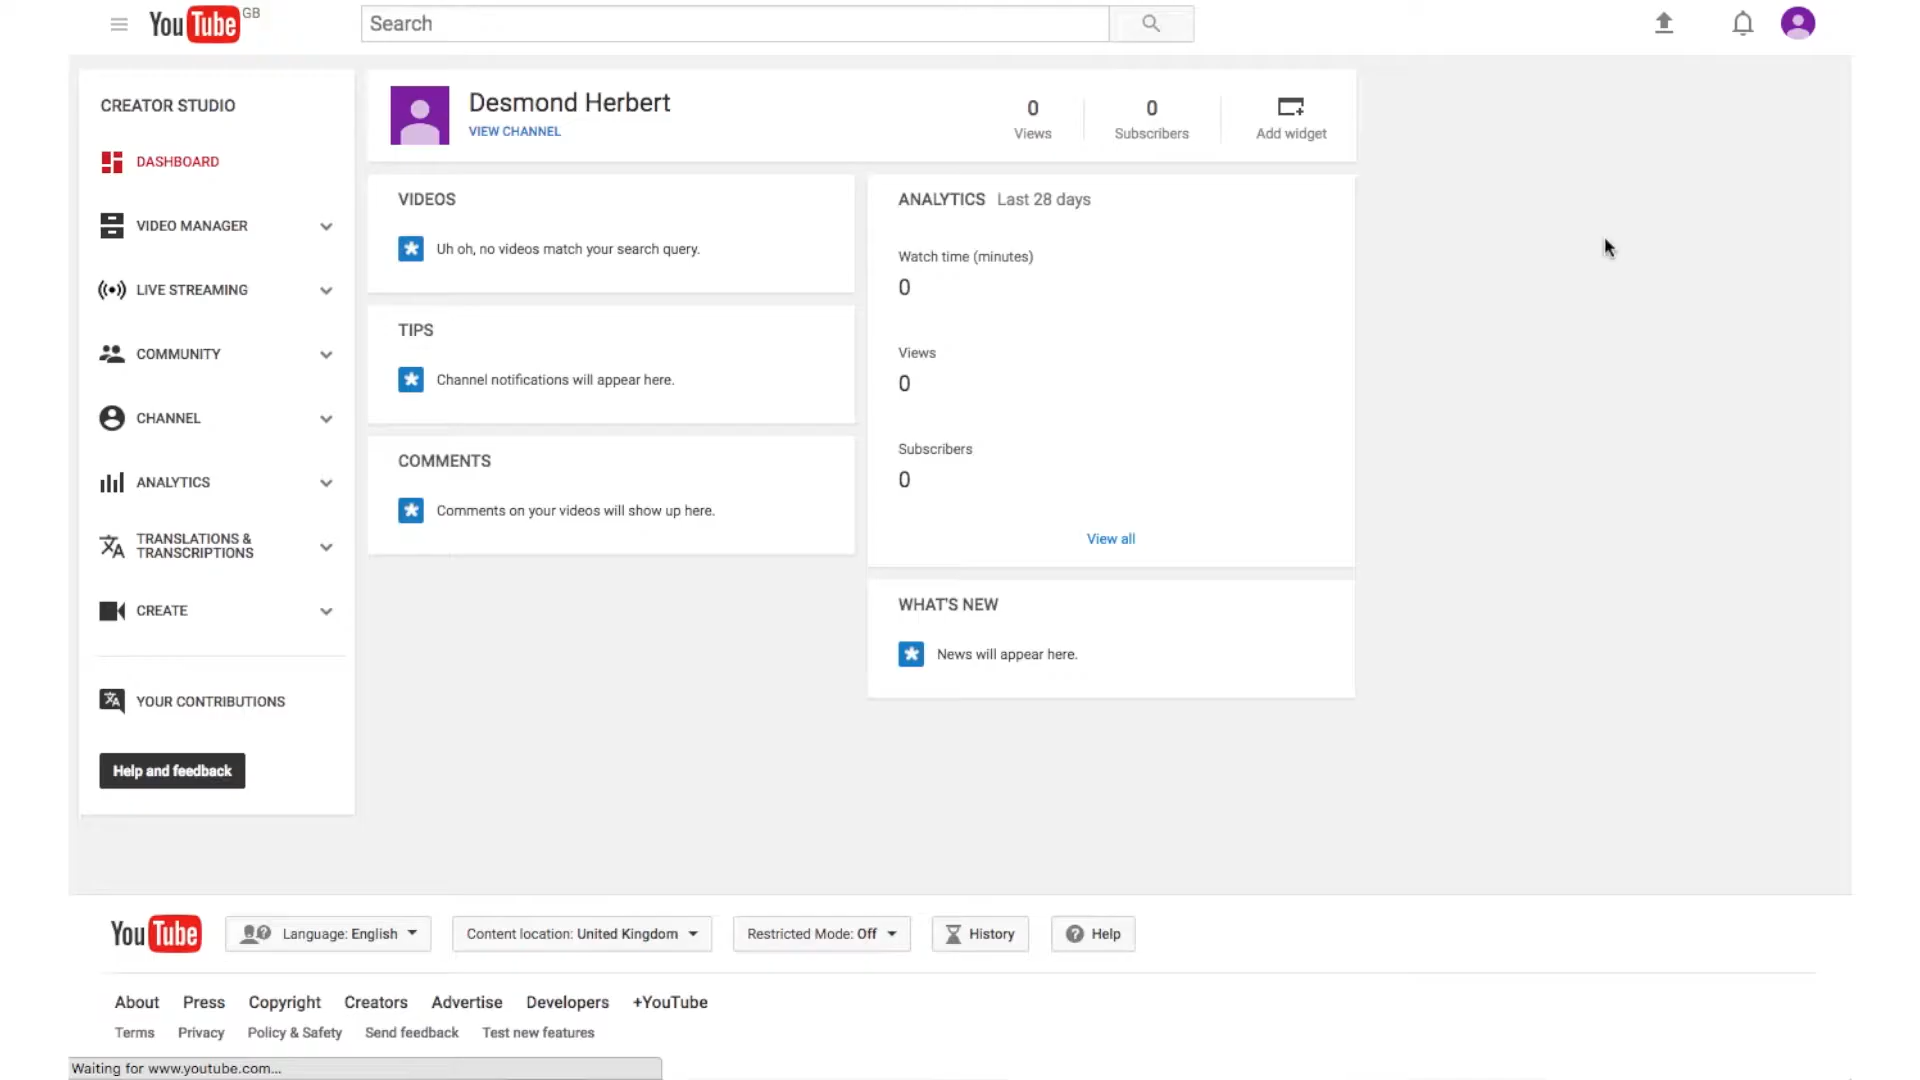 YouTube GB
Search
CREATOR STUDIO
DASHBOARD
VIDEO MANAGER
LIVE STREAMING
COMMUNITY
CHANNEL
ANALYTICS
TRANSLATIONS &
TRANSCRIPTIONS
CREATE
YOUR CONTRIBUTIONS
Help and feedback
Desmond Herbert
VIEW CHANNEL
0
Views
0
Subscribers
Add widget
VIDEOS
Uh oh, no videos match your search query.
TIPS
Channel notifications will appear here.
COMMENTS
Comments on your videos will show up here.
ANALYTICS Last 28 days
Watch time (minutes)
0
Views
0
Subscribers
0
View all
WHAT'S NEW
News will appear here.
YouTube Language: English Content location: United Kingdom Restricted Mode: Off History Help
About Press Copyright Creators Advertise Developers +YouTube
Terms Privacy Policy & Safety Send feedback Test new features
Waiting for www.youtube.com...